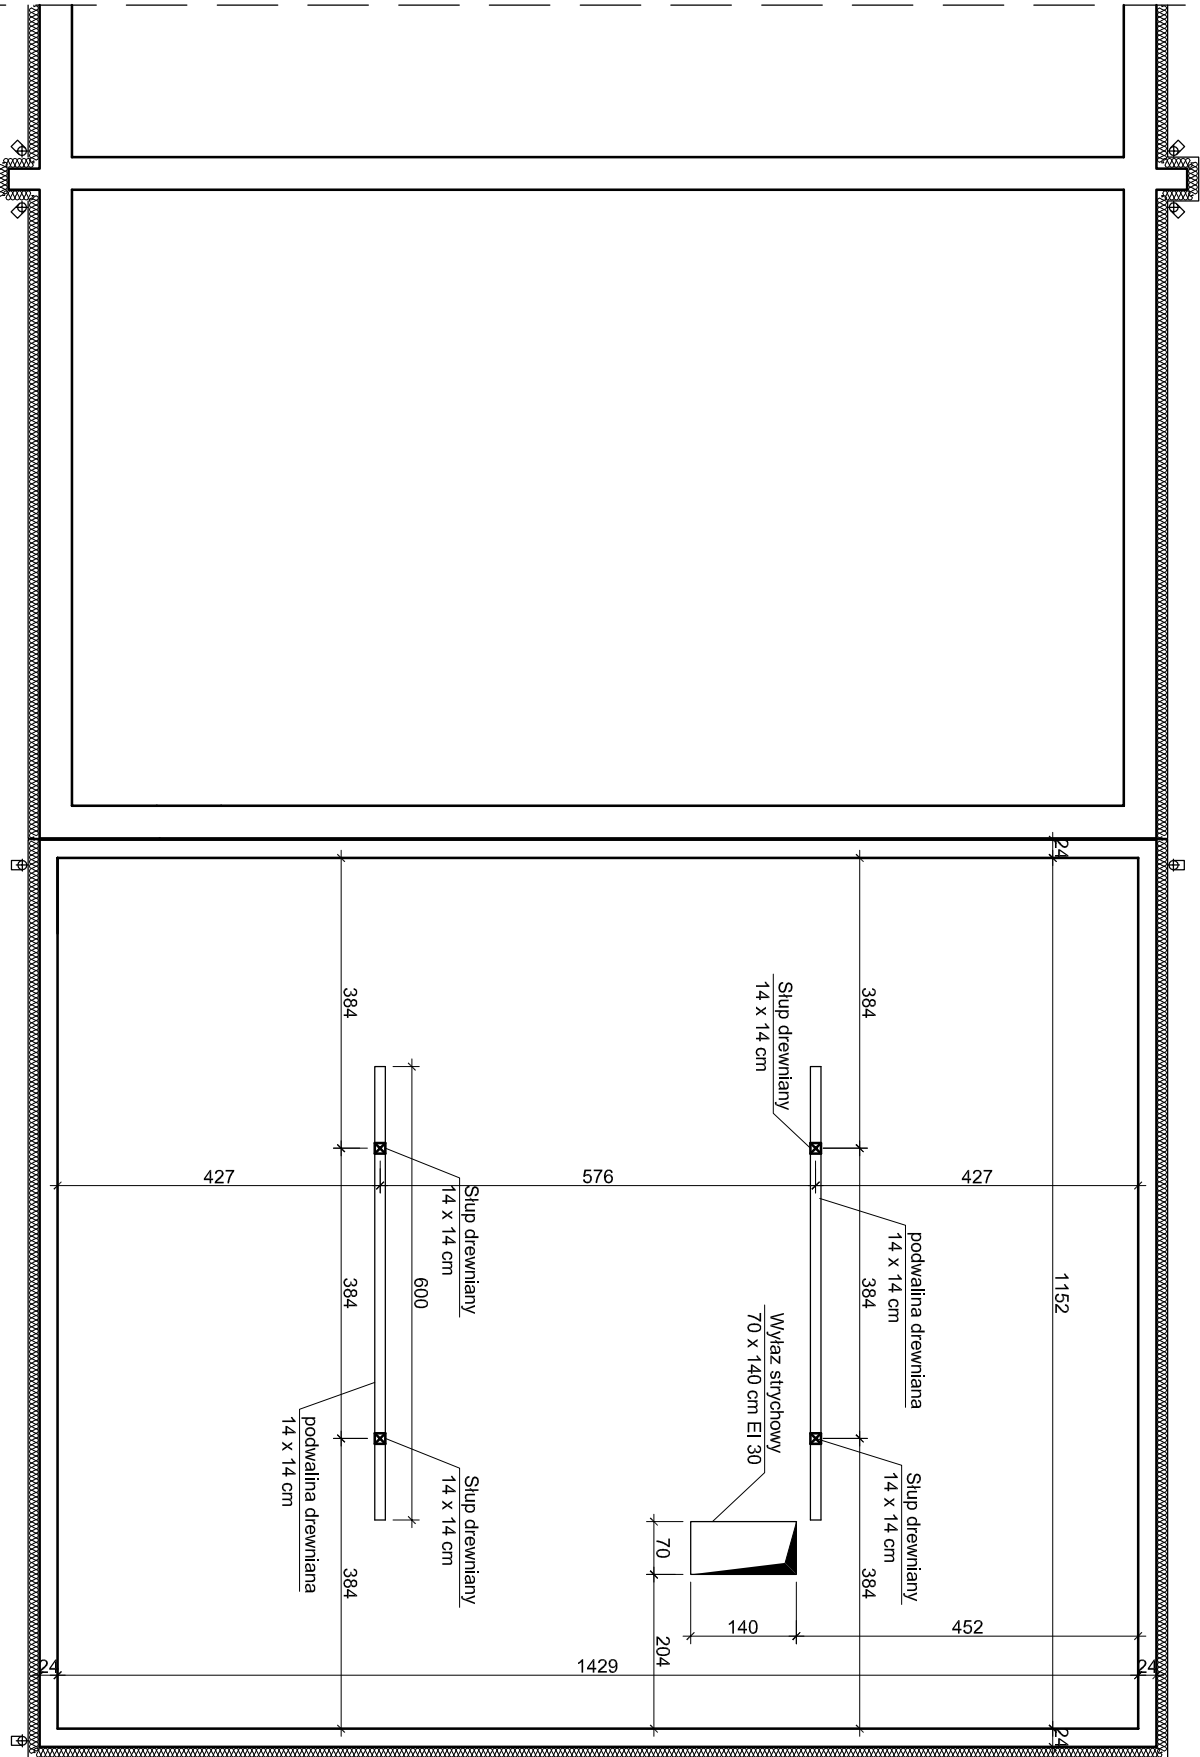 24
1152
24
384
384
384
Słup drewniany
14 x 14 cm
podwalina drewniana
14 x 14 cm
Słup drewniany
14 x 14 cm
Wyłaz strychowy
70 x 140 cm EI 30
427
576
427
70
204
140
452
24
1429
24
600
Słup drewniany
14 x 14 cm
Słup drewniany
14 x 14 cm
384
384
384
podwalina drewniana
14 x 14 cm